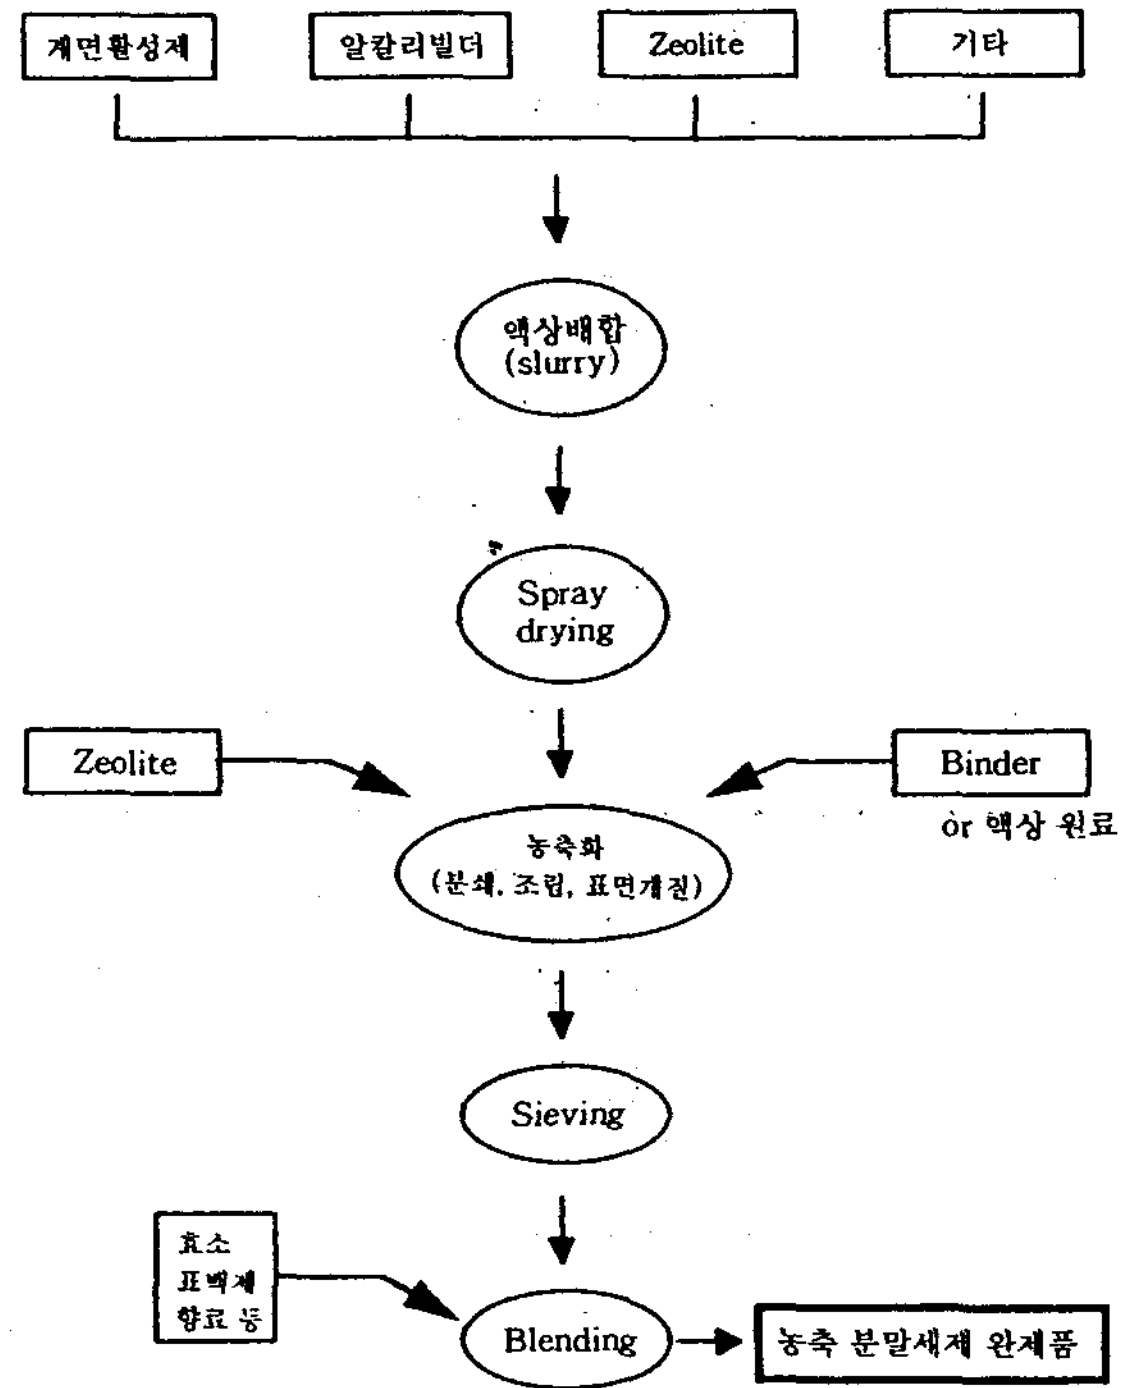 계면활성제
알칼리빌더
Zeolite
기타
액상배합
(slurry)
Spray
drying
Zeolite
Binder
or 액상 원료
농축화
(분쇄, 조립, 표면개질)
Sieving
효소
표백제
향료 등
Blending
농축 분말세제 완제품